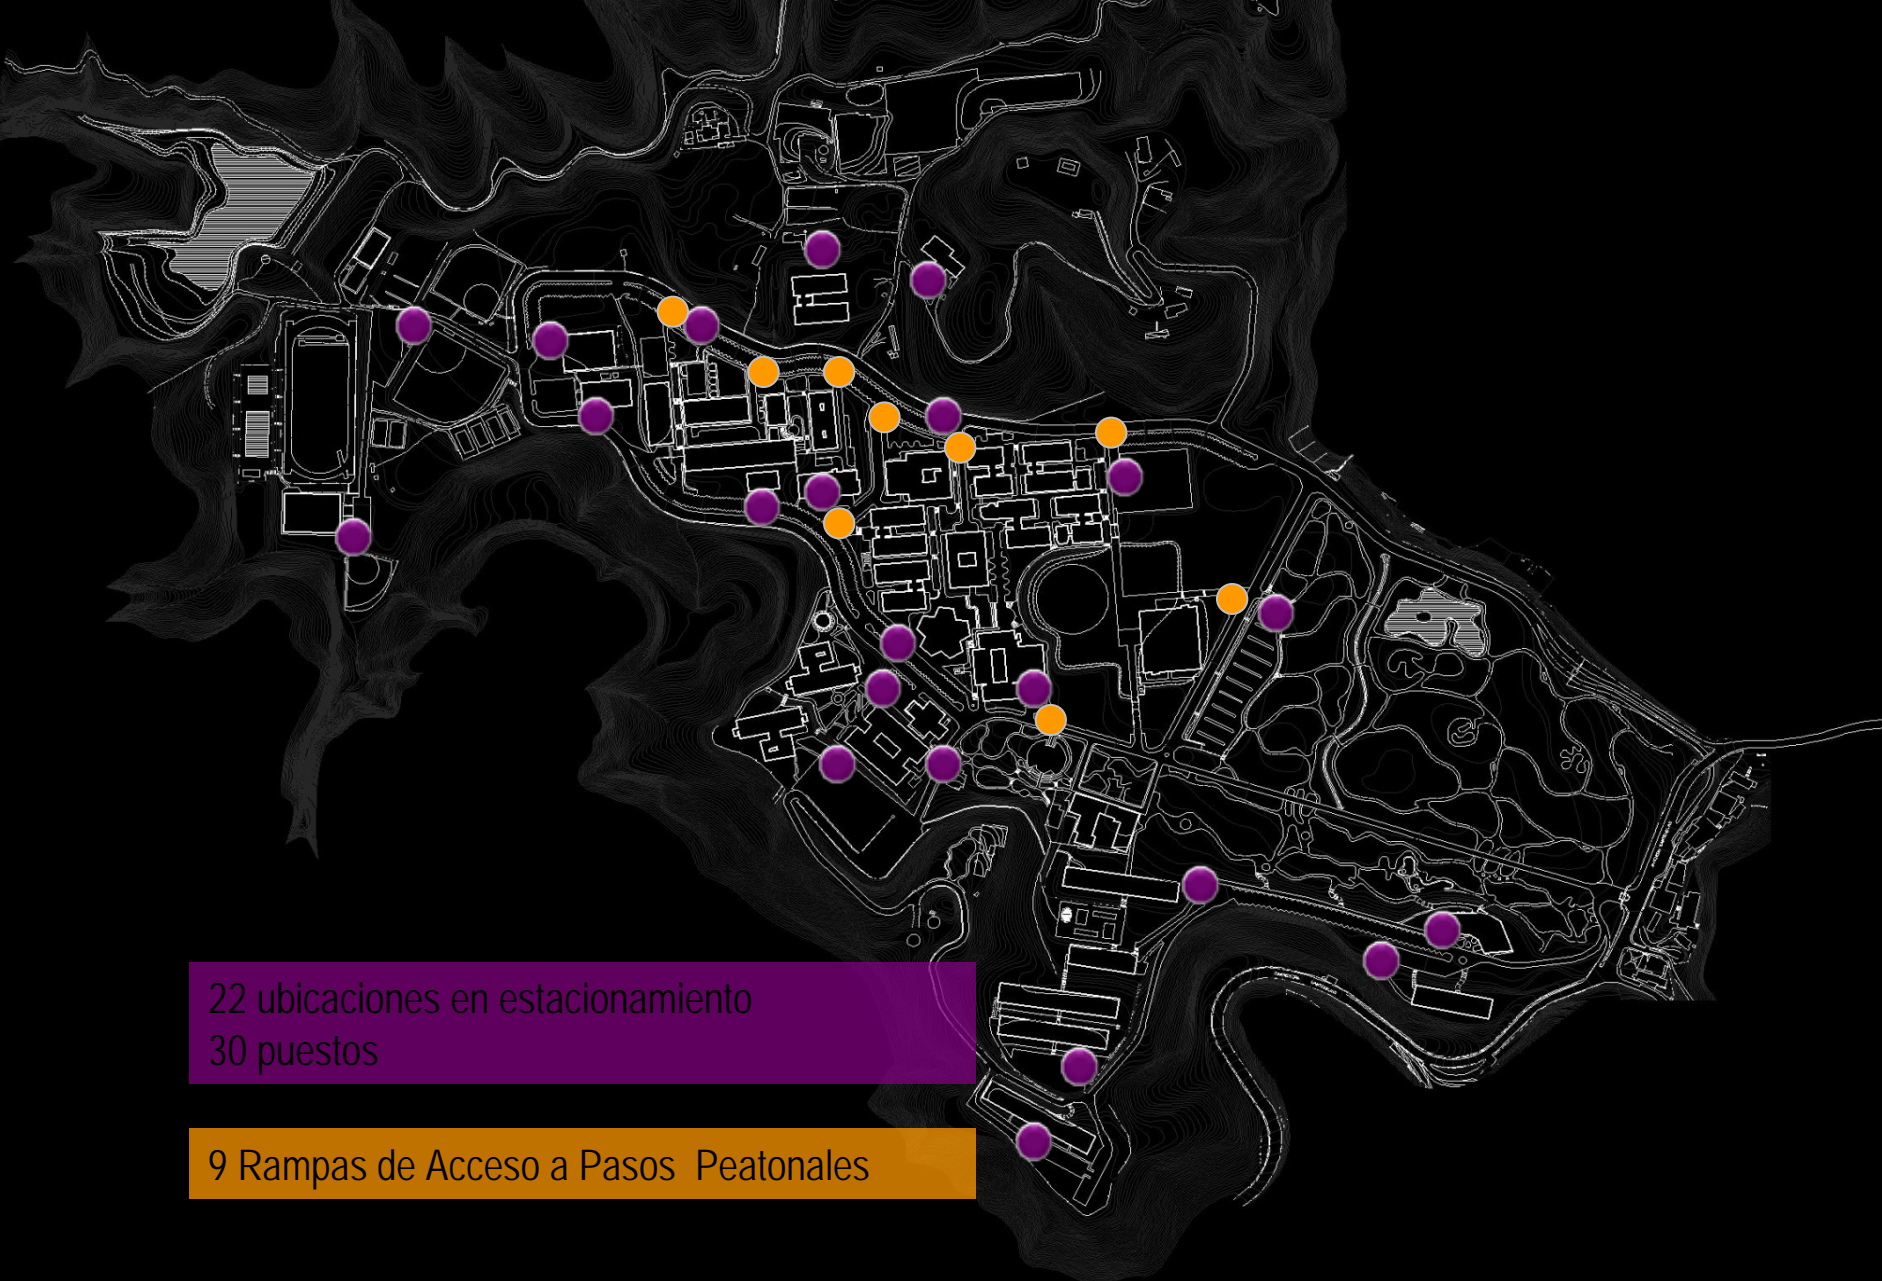 22 ubicaciones en estacionamiento
30 puestos
9 Rampas de Acceso a Pasos Peatonales